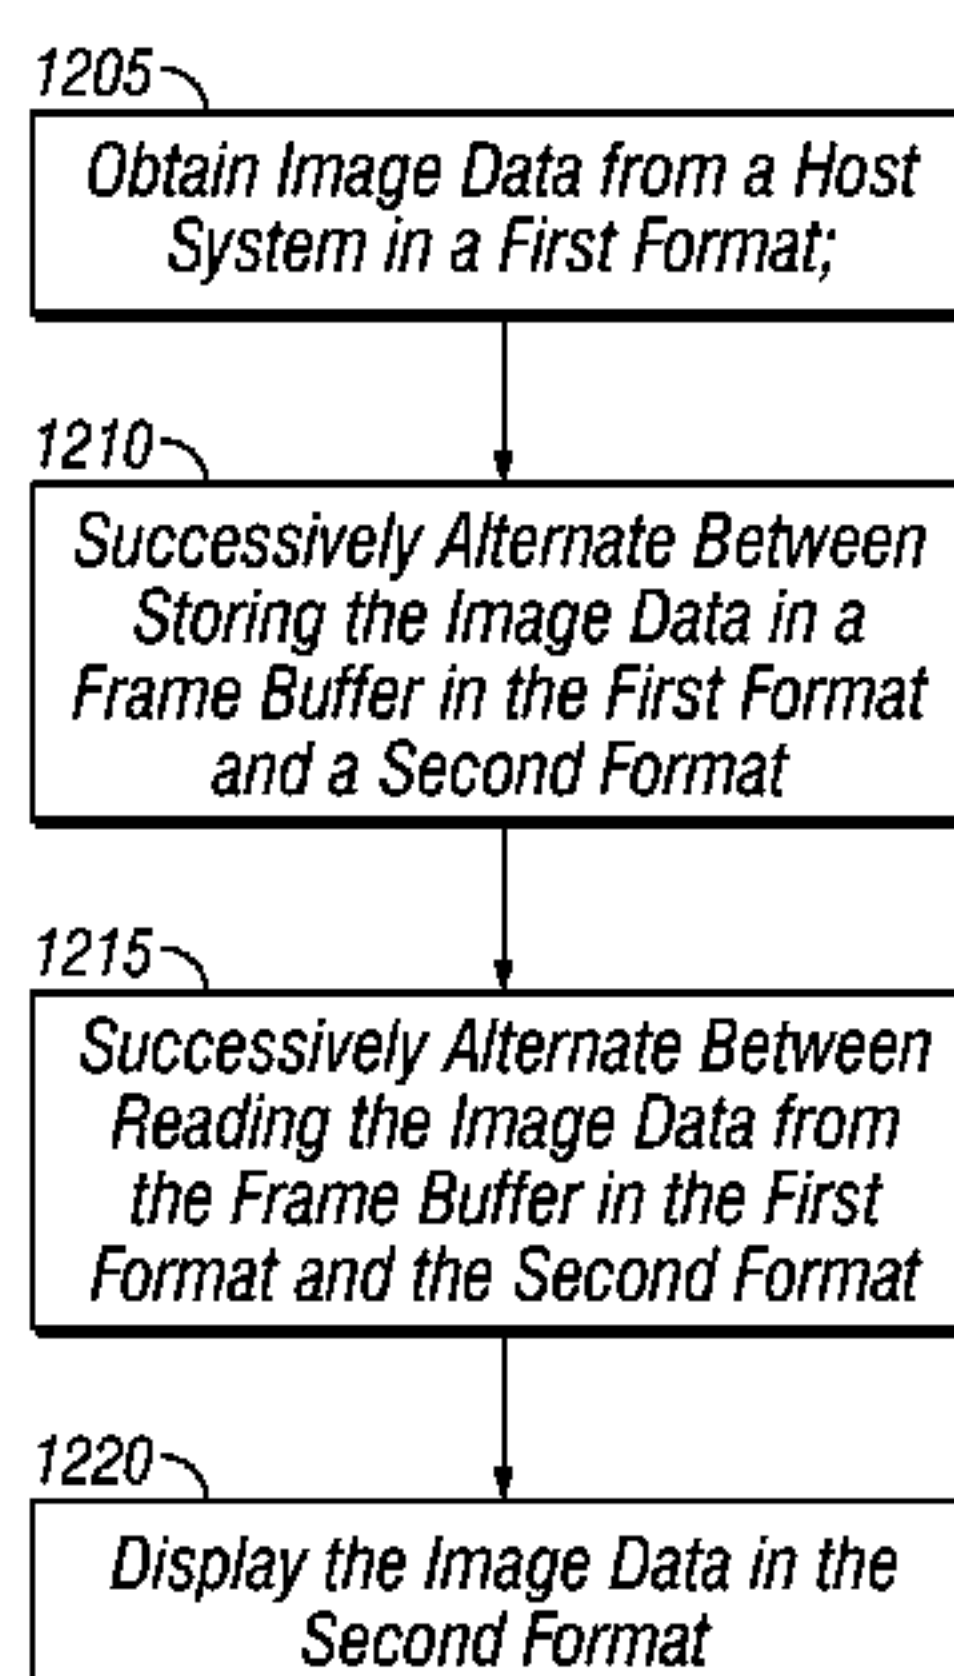 1205
Obtain Image Data from a Host
System in a First Format;
1210
Successively Alternate Between
Storing the Image Data in a
Frame Buffer in the First Format
and a Second Format
1215
Successively Alternate Between
Reading the Image Data from
the Frame Buffer in the First
Format and the Second Format
1220
Display the Image Data in the
Second Format